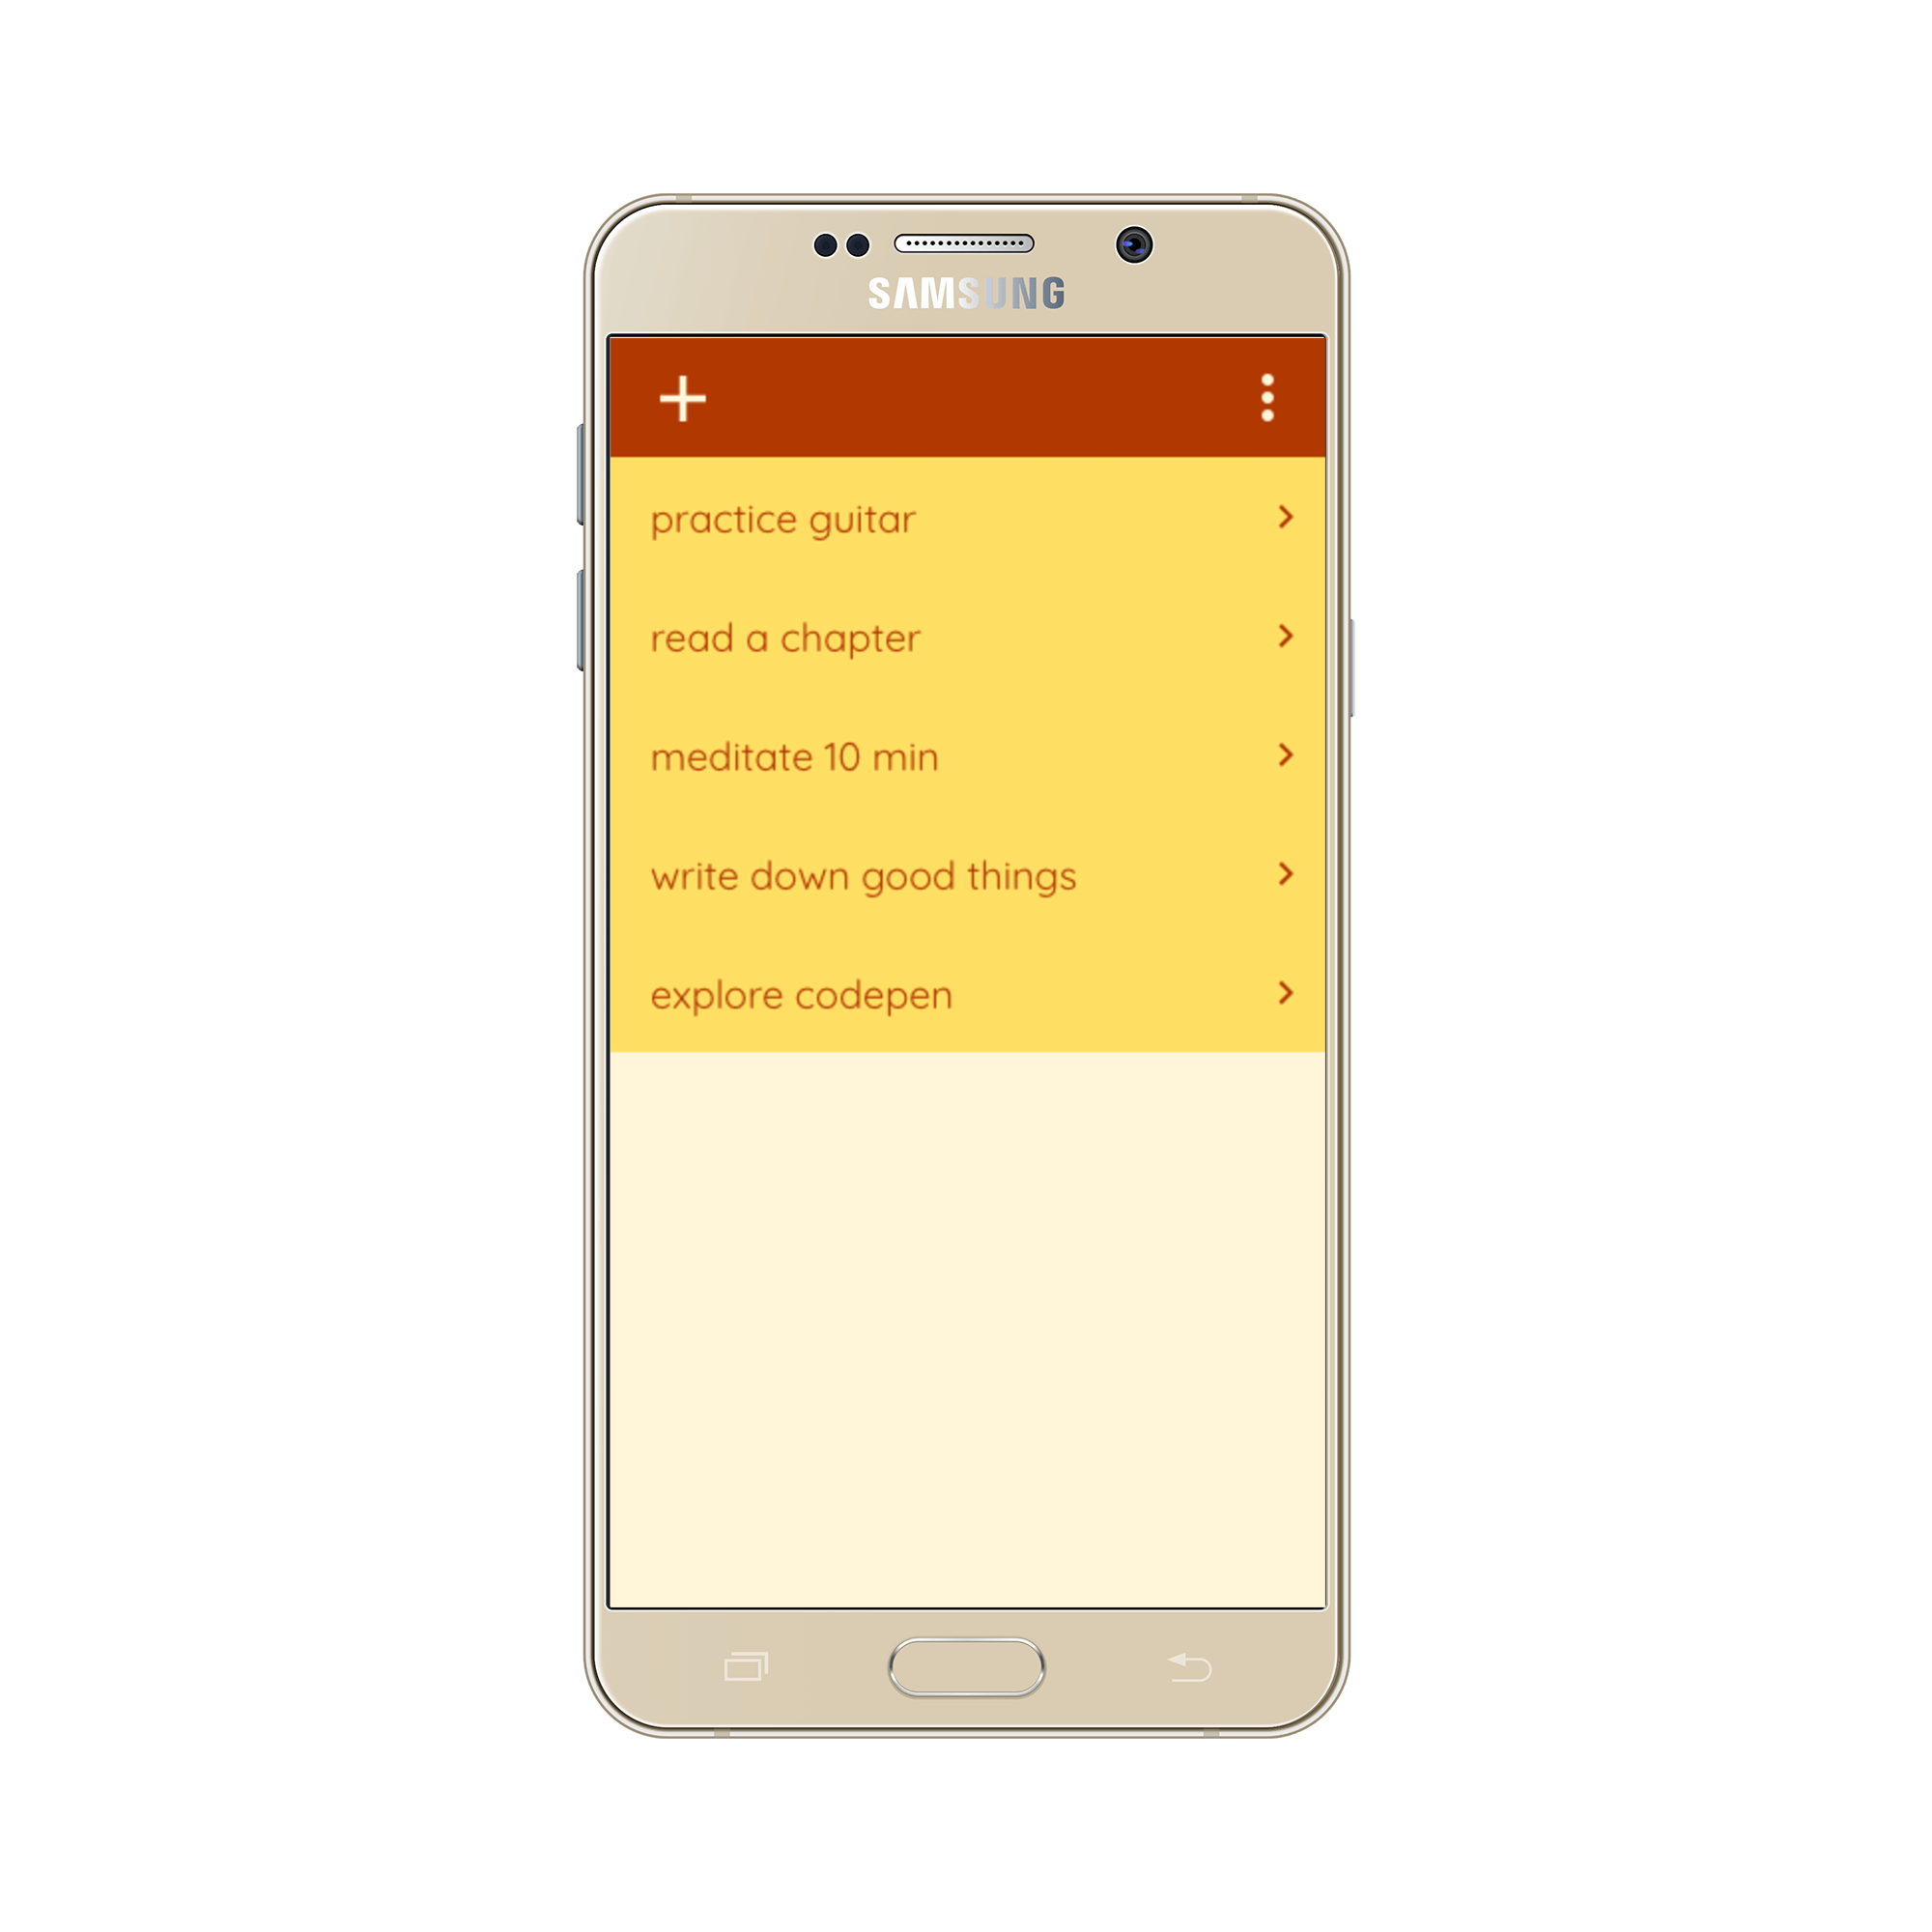 SAMSUNG
practice guitar
read a chapter
meditate 10 min
write down good things
explore codepen